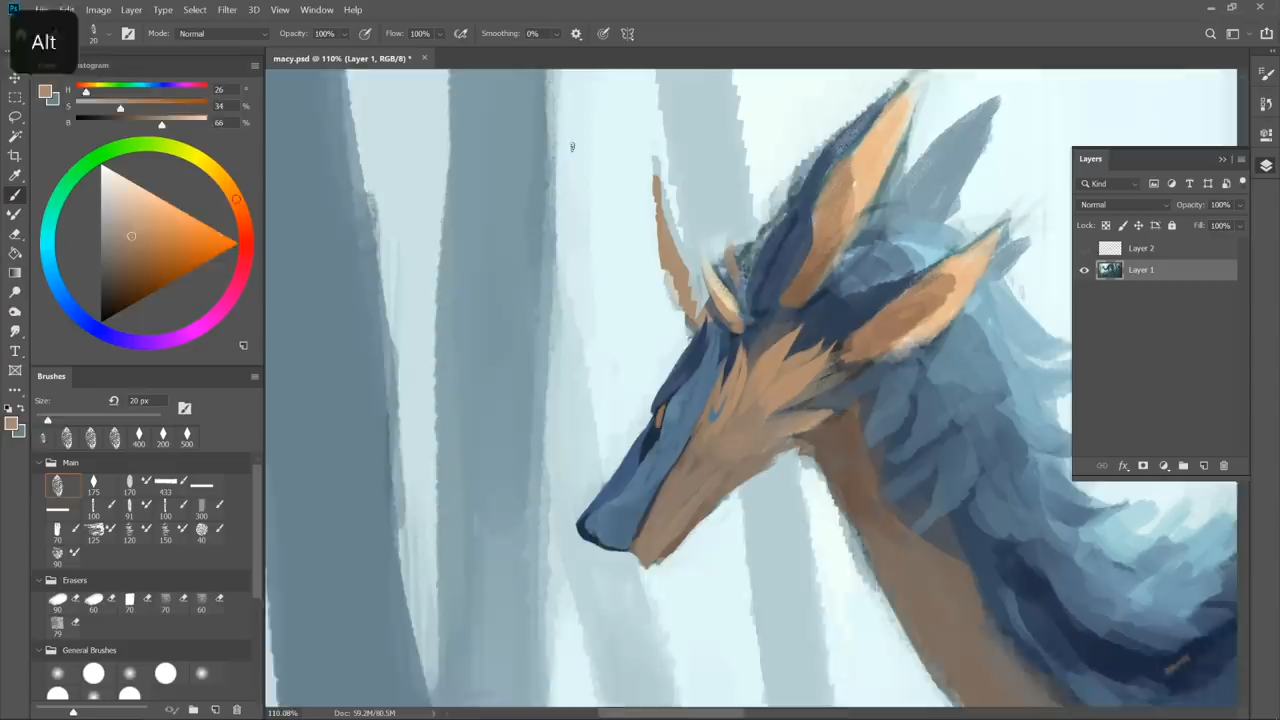 Ps Edit Image Layer Type Select Filter 3D View Window Help
Alt
20 Mode: Normal Opacity: 100% Flow: 100% Smoothing: 0%
macy.psd @ 110% (Layer 1, RGB/8) * ×
Histogram
H 26 °
S 34 %
B 66 %
Layers
Kind
Normal Opacity: 100%
Lock: Fill: 100%
Layer 2
Layer 1
fx
Brushes
Size: 20 px
400 200 500
Main
175 170 433
100 91 100 300
70 125 120 150 40
90
Erasers
90 60 70 70 60
79
General Brushes
110.08% Doc: 59.2M/80.5M